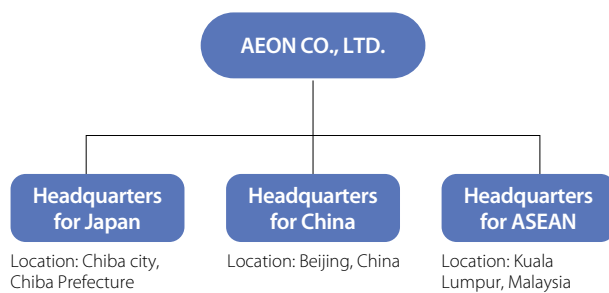 AEON CO., LTD.
Headquarters
for Japan
Location: Chiba city,
Chiba Prefecture
Headquarters
for China
Location: Beijing, China
Headquarters
for ASEAN
Location: Kuala
Lumpur, Malaysia